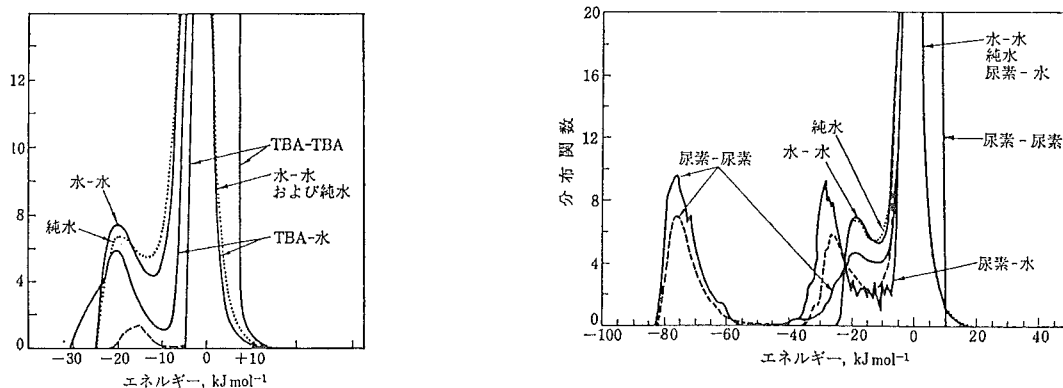 14
12
8
4
0
-30
-20
-10
0
+10
エネルギー, kJ mol⁻¹
水-水
純水
TBA-TBA
水-水
および純水
TBA-水
20
16
12
8
4
0
分布関数
-100
-80
-60
-40
-20
0
20
40
エネルギー, kJ mol⁻¹
尿素-尿素
純水
水-水
水-水
純水
尿素-水
尿素-尿素
尿素-水